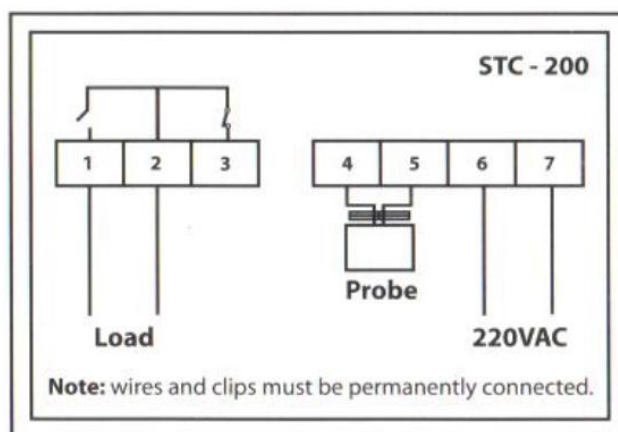 STC - 200
1 2 3 4 5 6 7
Probe
Load 220VAC
Note: wires and clips must be permanently connected.